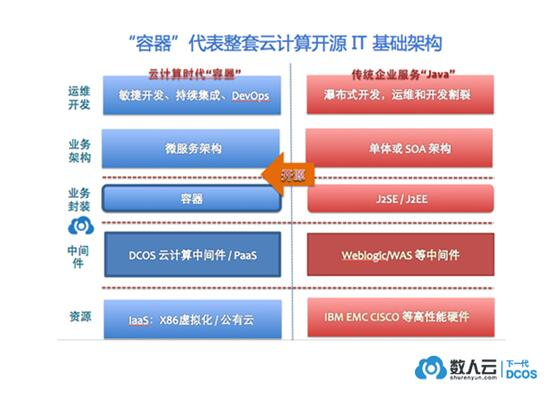 “容器”代表整套云计算开源 IT 基础架构
云计算时代“容器”
传统企业服务“Java”
运维
开发
敏捷开发、持续集成、DevOps
瀑布式开发，运维和开发割裂
业务
架构
微服务架构
单体或 SOA 架构
开源
业务
封装
容器
J2SE / J2EE
中间
件
DCOS 云计算中间件 / PaaS
Weblogic/WAS 等中间件
资源
IaaS：X86虚拟化 / 公有云
IBM EMC CISCO 等高性能硬件
数人云
shurenyun.com
下一代
DCOS